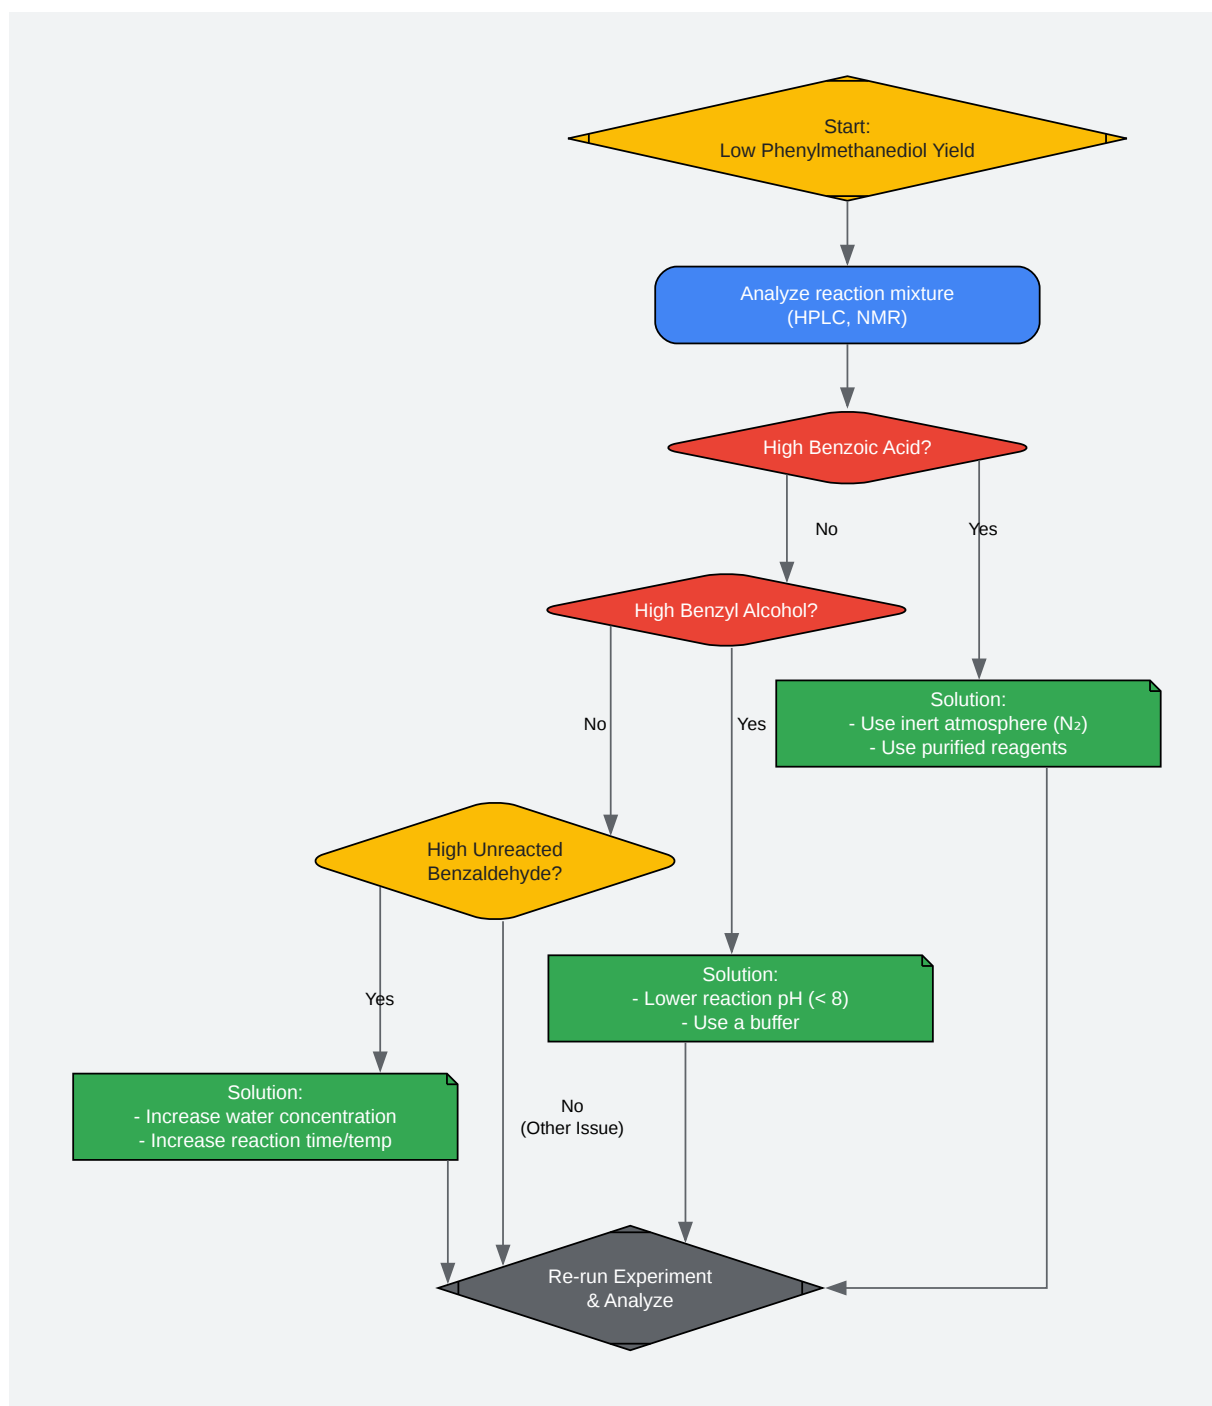 Start:
Low Phenylmethanediol Yield
Analyze reaction mixture
(HPLC, NMR)
High Benzoic Acid?
No
Yes
High Benzyl Alcohol?
No
Yes
Solution:
- Use inert atmosphere (N₂)
- Use purified reagents
High Unreacted
Benzaldehyde?
Yes
Solution:
- Lower reaction pH (< 8)
- Use a buffer
Solution:
- Increase water concentration
- Increase reaction time/temp
No
(Other Issue)
Re-run Experiment
& Analyze